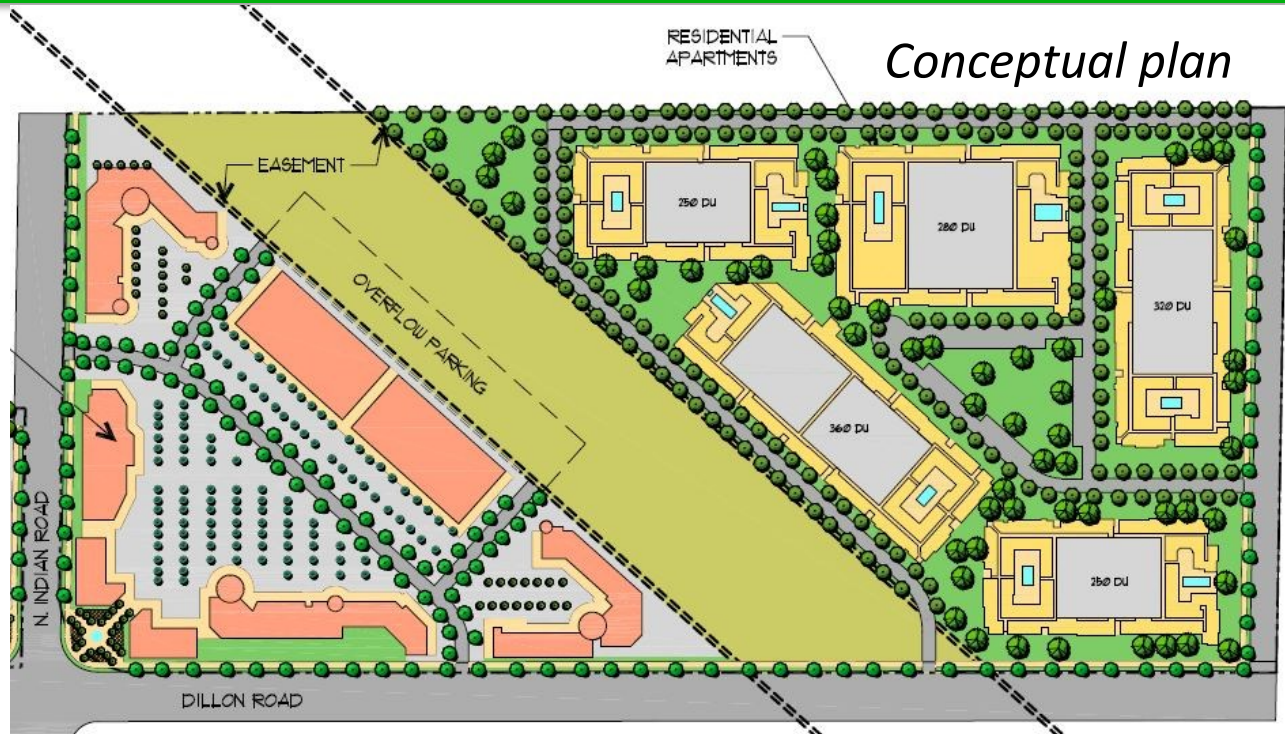 RESIDENTIAL
APARTMENTS
Conceptual plan
EASEMENT
OVERFLOW PARKING
250 DU
280 DU
320 DU
360 DU
250 DU
N. INDIAN ROAD
DILLON ROAD